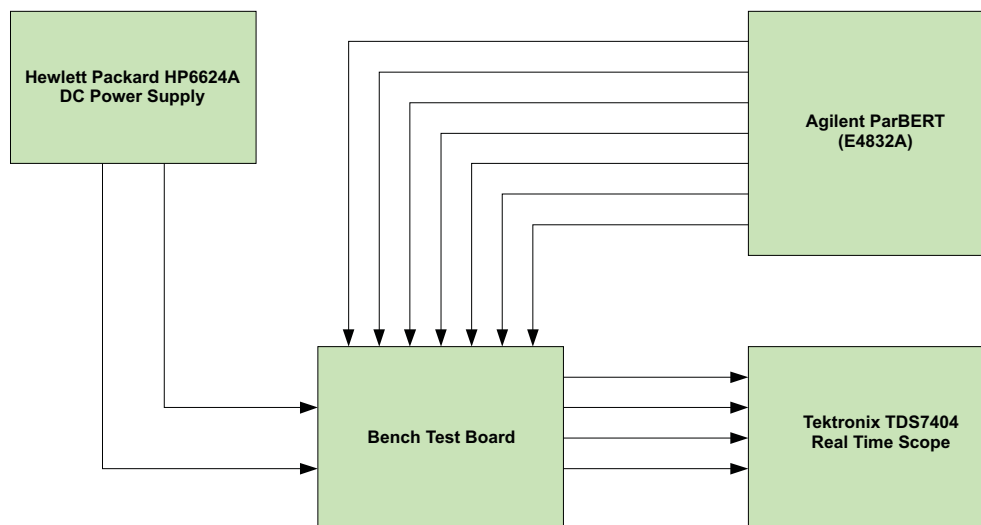 Hewlett Packard HP6624A
DC Power Supply
Agilent ParBERT
(E4832A)
Bench Test Board
Tektronix TDS7404
Real Time Scope